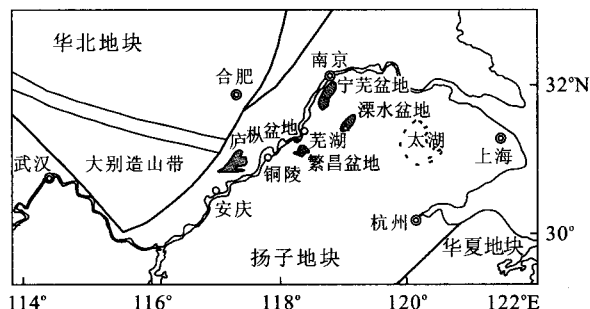 华北地块
合肥
南京
宁芜盆地
32°N
溧水盆地
庐枞盆地
芜湖
太湖
上海
武汉
大别造山带
铜陵
繁昌盆地
安庆
杭州
30°
扬子地块
华夏地块
114°
116°
118°
120°
122°E